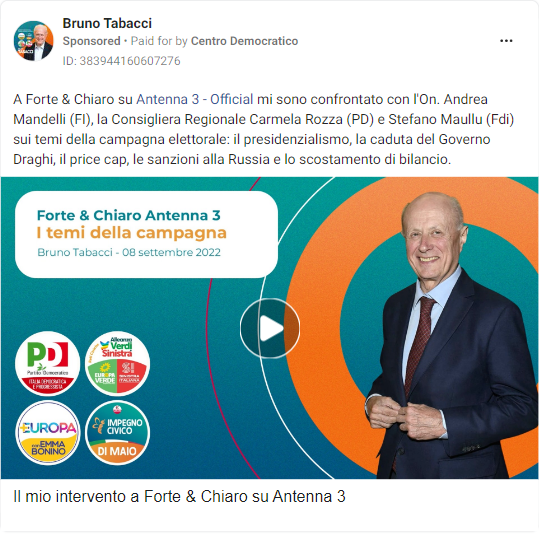 Bruno Tabacci
Sponsored • Paid for by Centro Democratico
ID: 383944160607276
A Forte & Chiaro su Antenna 3 - Official mi sono confrontato con l'On. Andrea
Mandelli (FI), la Consigliera Regionale Carmela Rozza (PD) e Stefano Maullu (Fdi)
sui temi della campagna elettorale: il presidenzialismo, la caduta del Governo
Draghi, il price cap, le sanzioni alla Russia e lo scostamento di bilancio.
Forte & Chiaro Antenna 3
I temi della campagna
Bruno Tabacci - 08 settembre 2022
PD
Partito Democratico
ITALIA DEMOCRATICA
E PROGRESSISTA
Alleanza
Verdi
Sinistra
EUROPA
VERDE
SI
SINISTRA
ITALIANA
+EUROPA
CON EMMA
BONINO
IMPEGNO
CIVICO
DI MAIO
Il mio intervento a Forte & Chiaro su Antenna 3